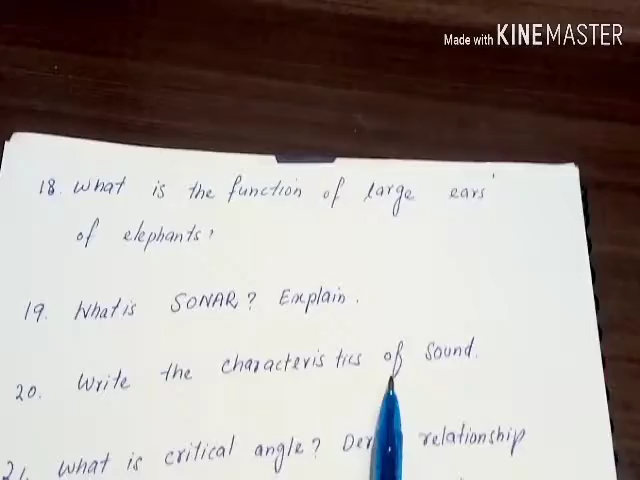 Made with KINEMASTER
18. What is the function of large ears
of elephants?
19. What is SONAR? Explain.
20. Write the characteristics of sound.
21. What is critical angle? relationship